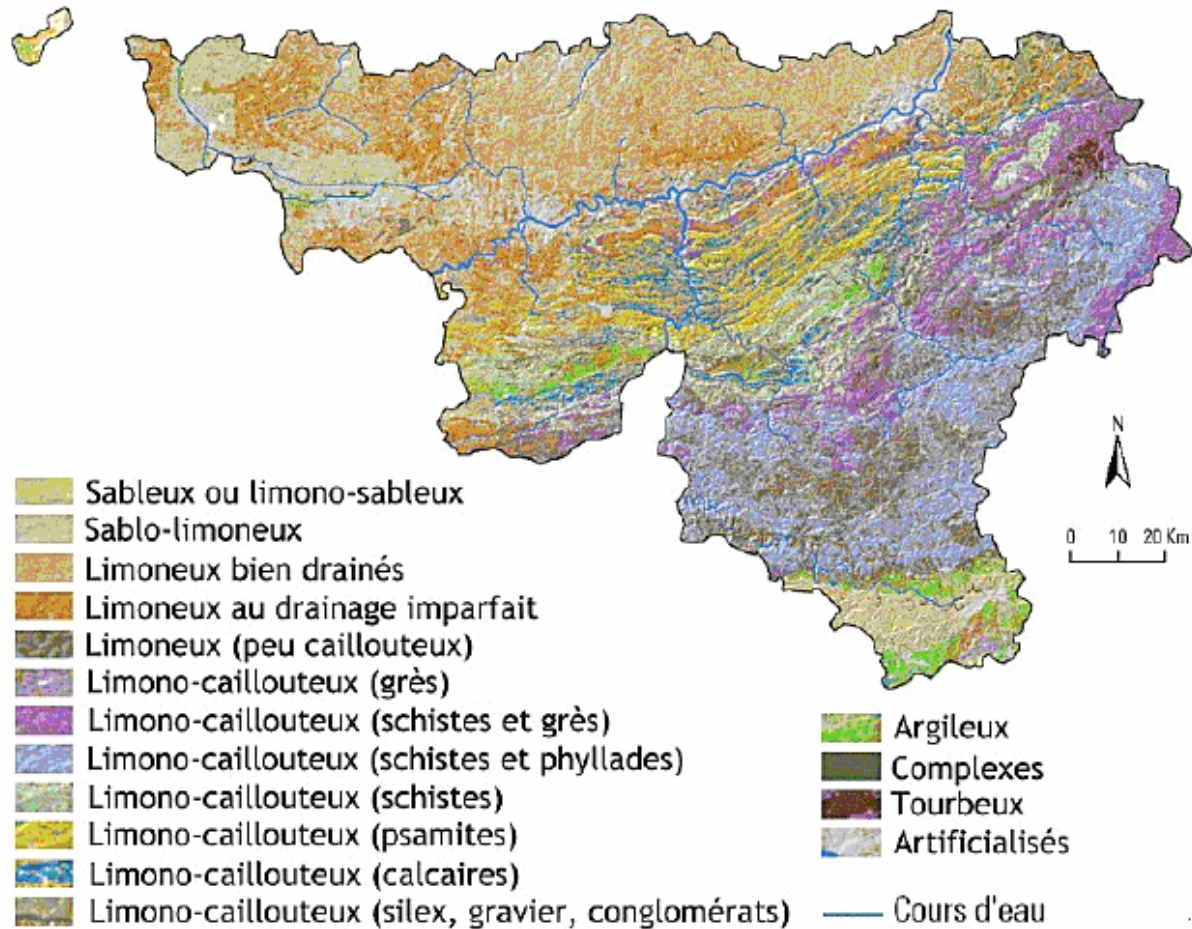 N
0 10 20 Km
Sableux ou limono-sableux
Sablo-limoneux
Limoneux bien drainés
Limoneux au drainage imparfait
Limoneux (peu caillouteux)
Limono-caillouteux (grès)
Limono-caillouteux (schistes et grès)
Limono-caillouteux (schistes et phyllades)
Limono-caillouteux (schistes)
Limono-caillouteux (psamites)
Limono-caillouteux (calcaires)
Limono-caillouteux (silex, gravier, conglomérats)
Argileux
Complexes
Tourbeux
Artificialisés
Cours d'eau